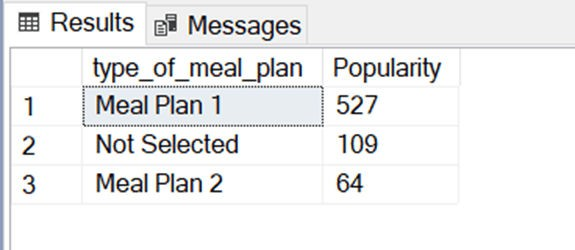 Results Messages
type_of_meal_plan Popularity
1 Meal Plan 1 527
2 Not Selected 109
3 Meal Plan 2 64